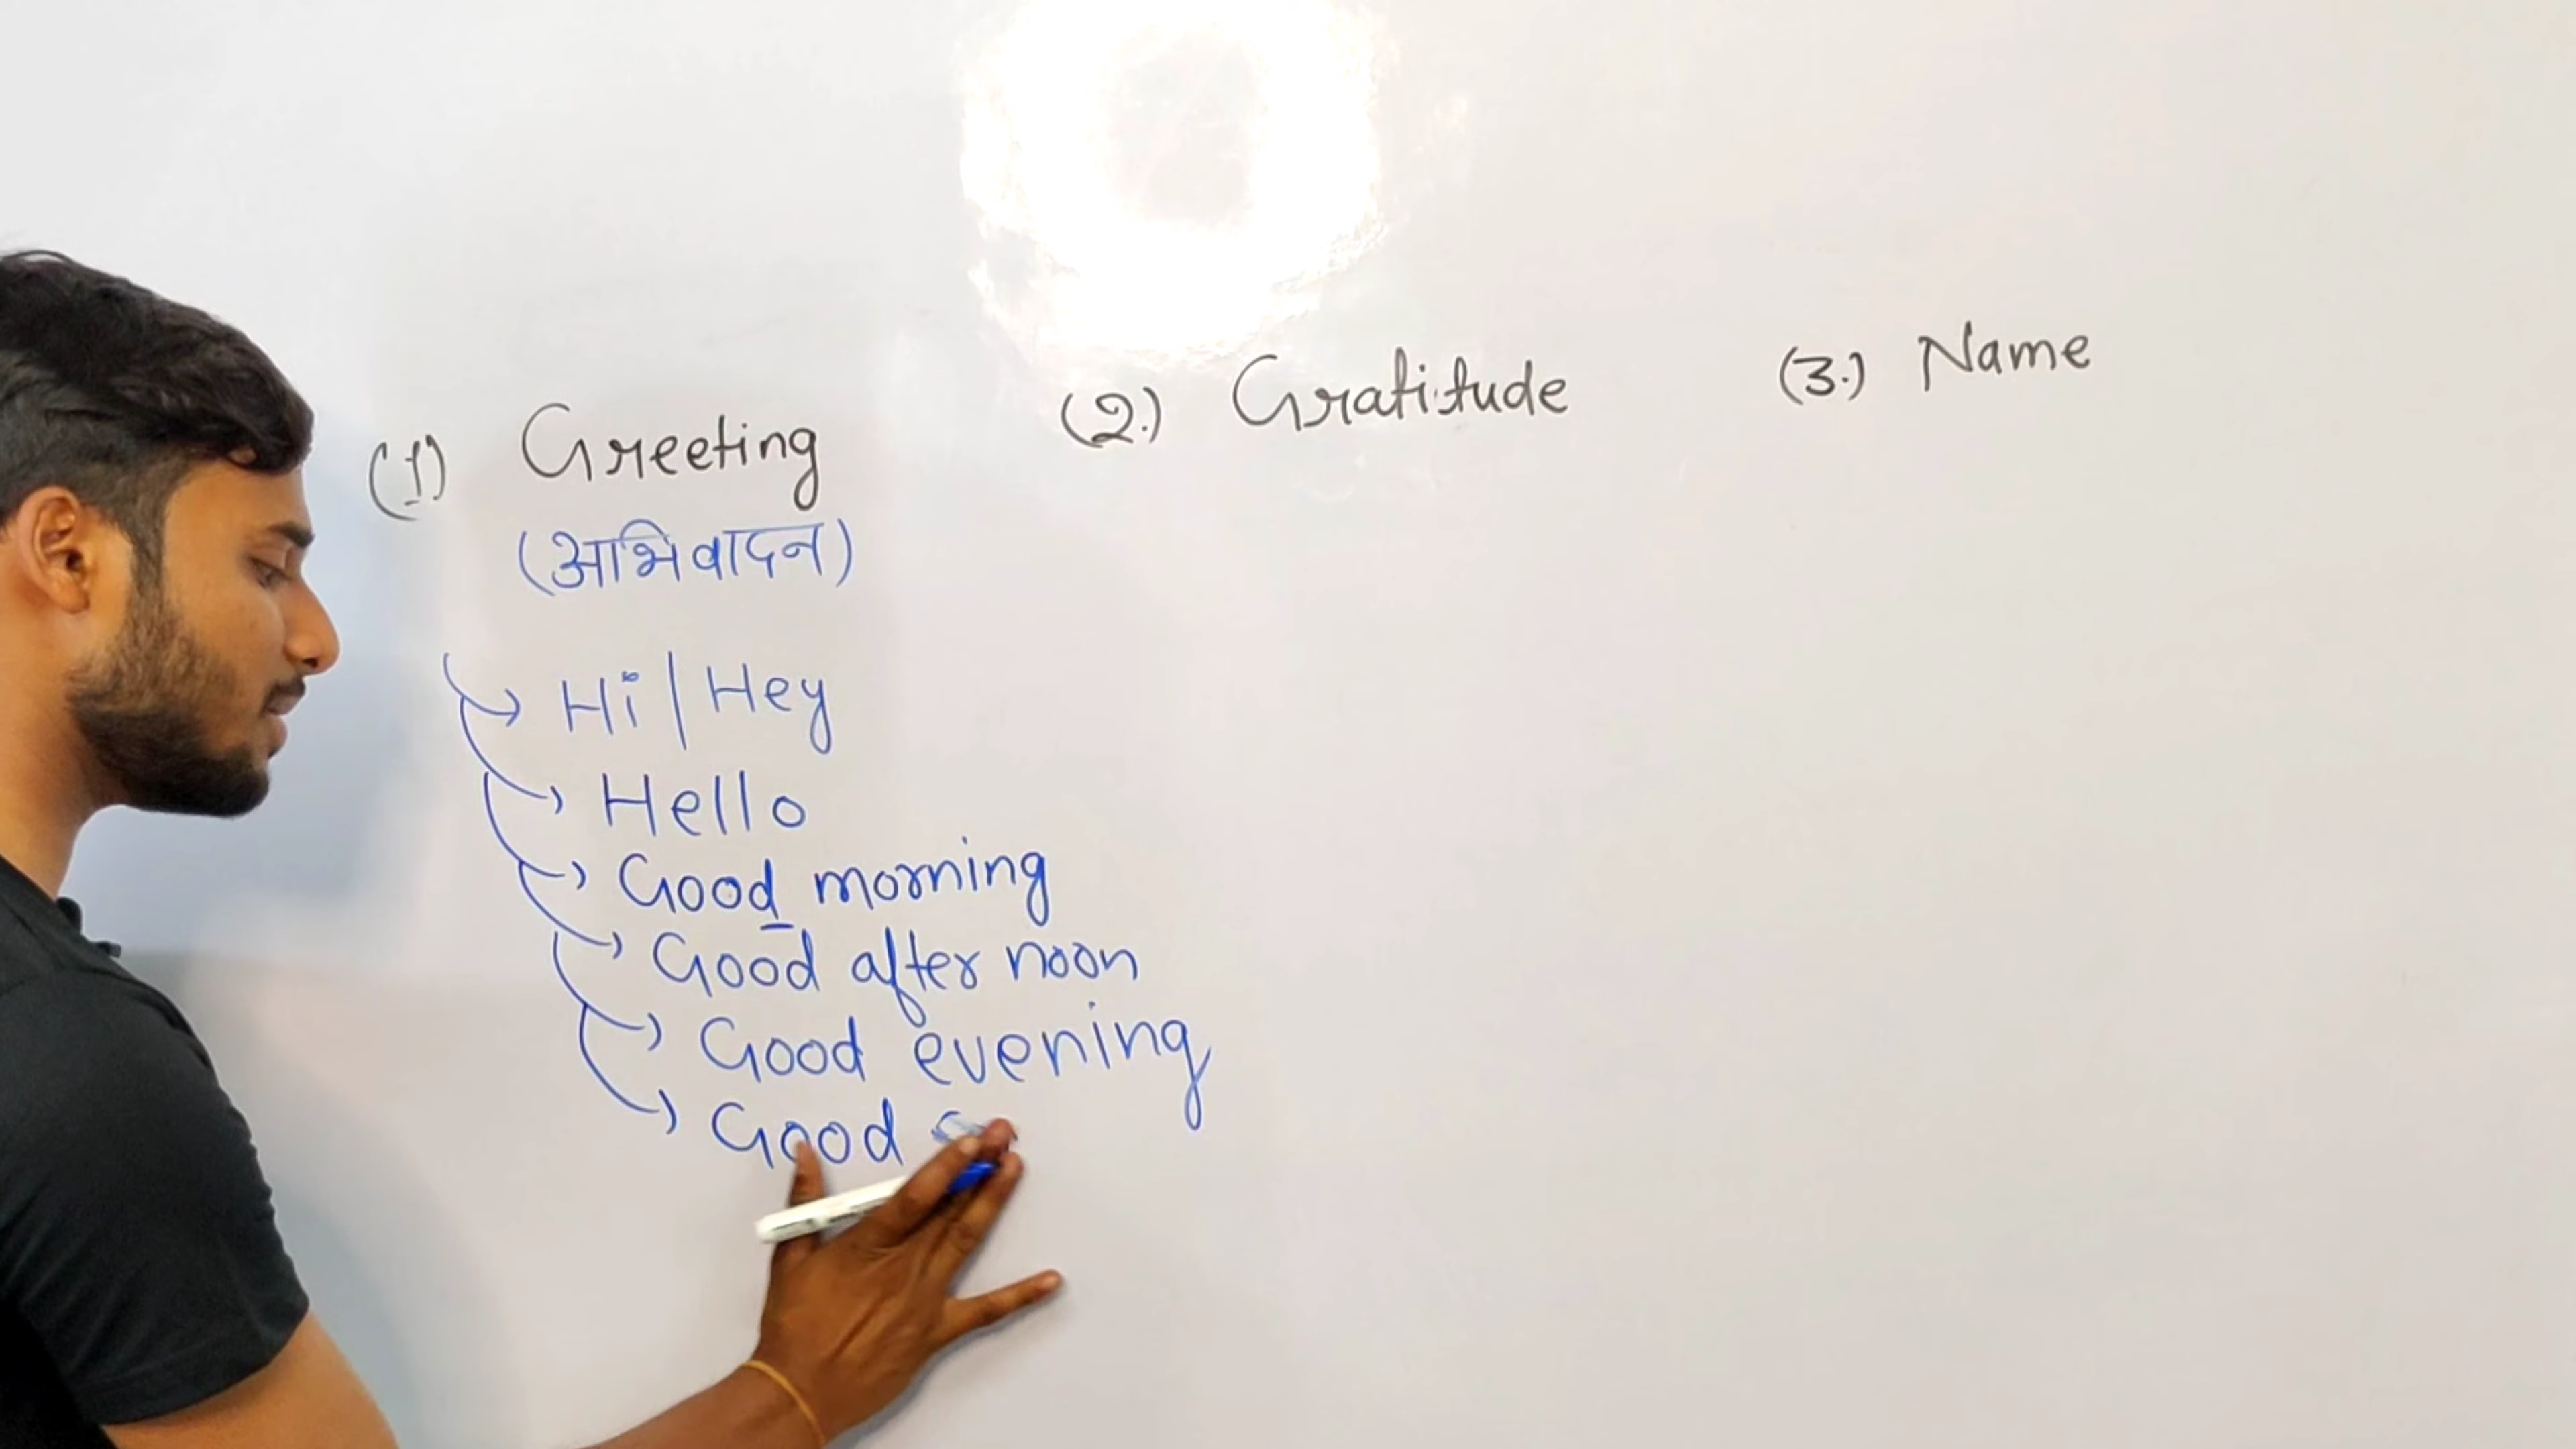 (1) Greeting
(अभिवादन)
Hi | Hey
Hello
Good morning
Good after noon
Good evening
Good
(2.) Gratitude
(3.) Name